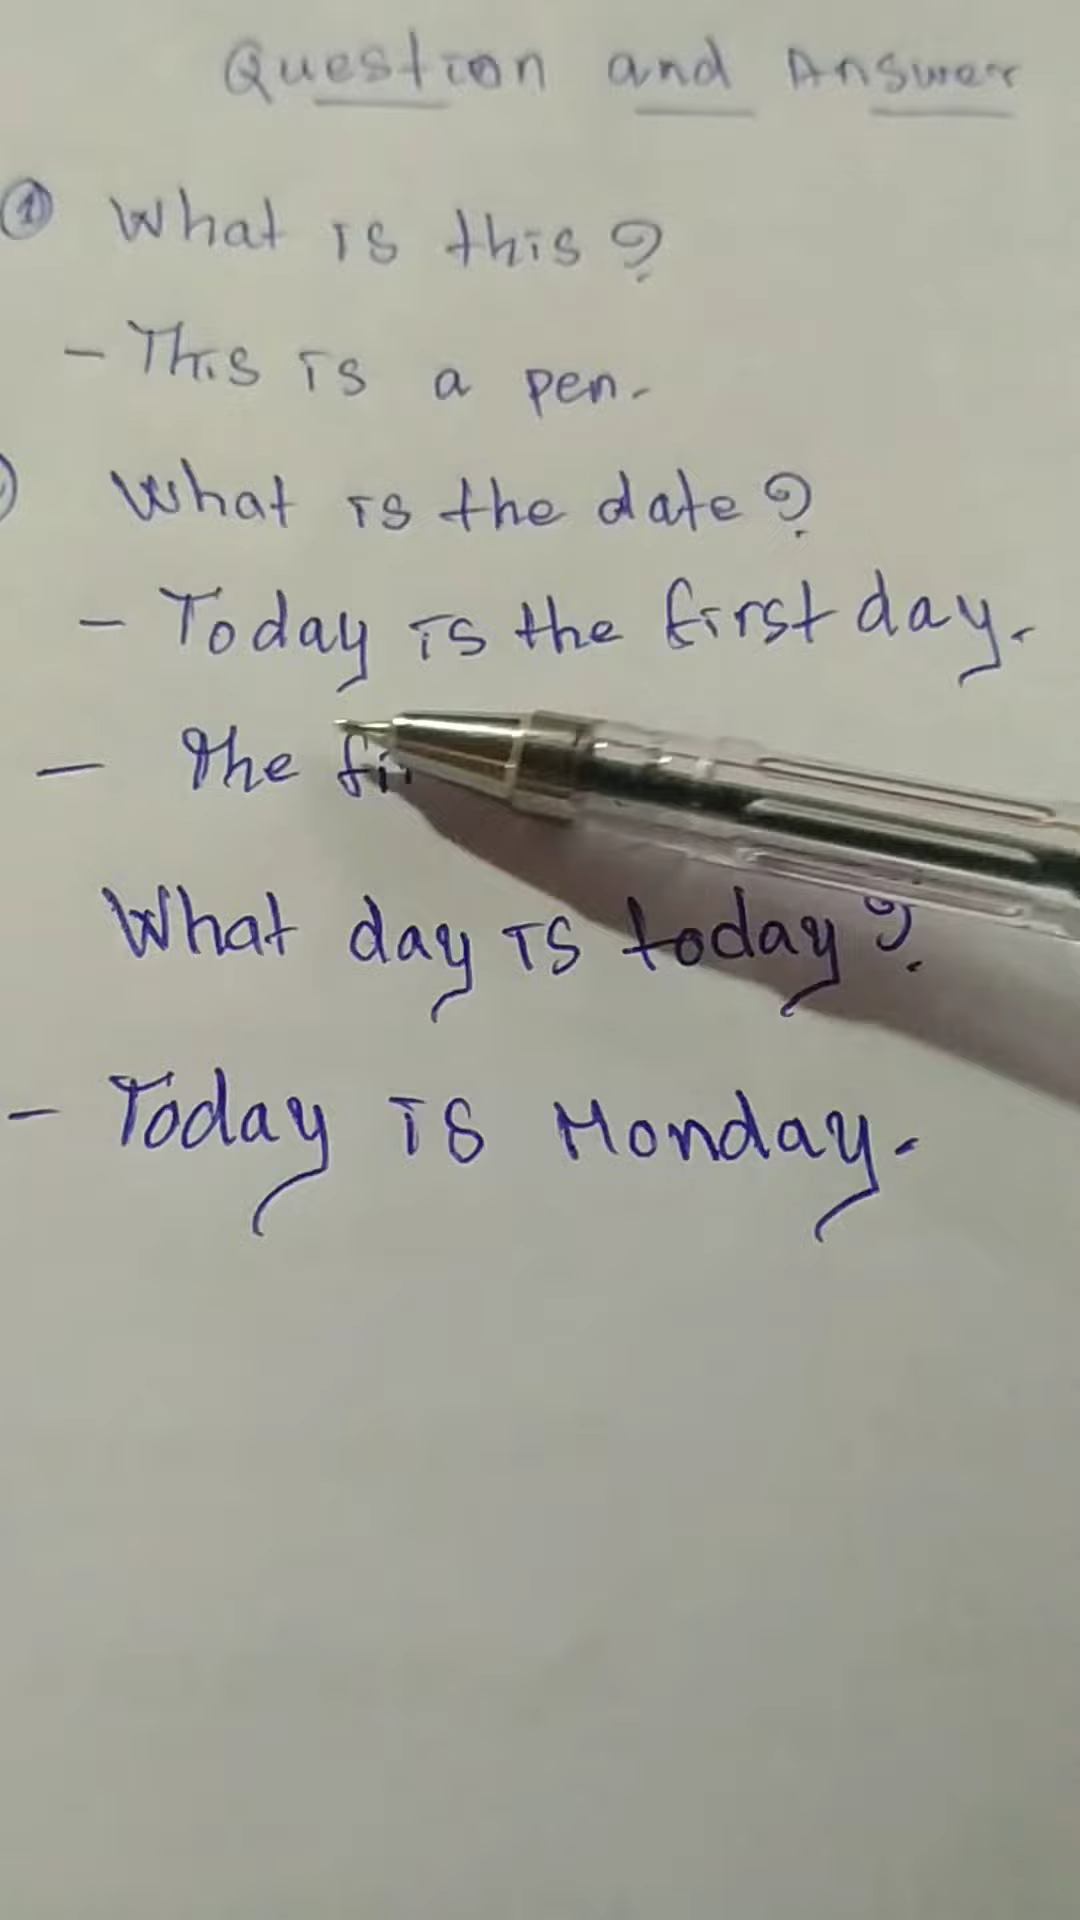 Question and Answer
① What is this?
- This is a pen.
What is the date?
- Today is the first day.
- The
What day is today?
- Today is Monday.